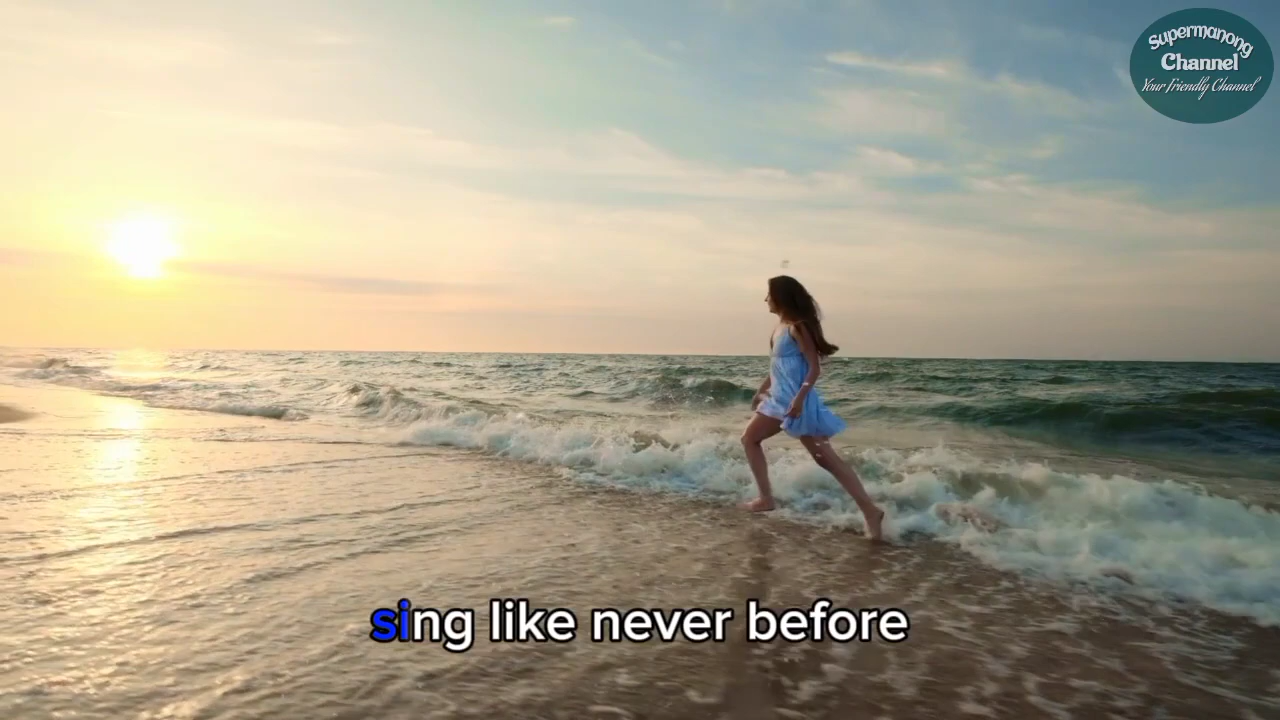 Supermanong
Channel
Your Friendly Channel
sing like never before